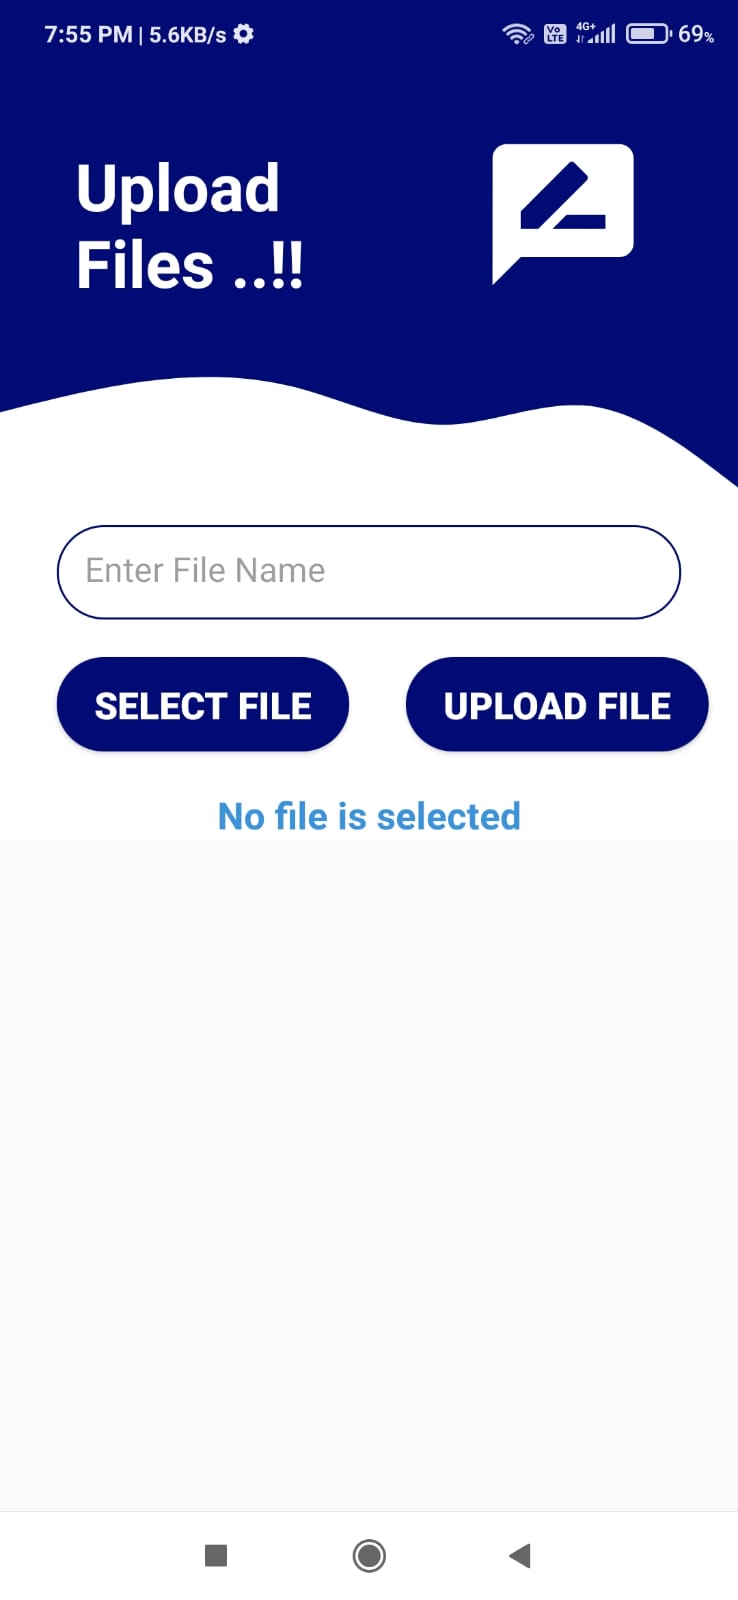 7:55 PM | 5.6KB/s Vo LTE 4G+ 69%
Upload
Files ..!!
Enter File Name
SELECT FILE UPLOAD FILE
No file is selected